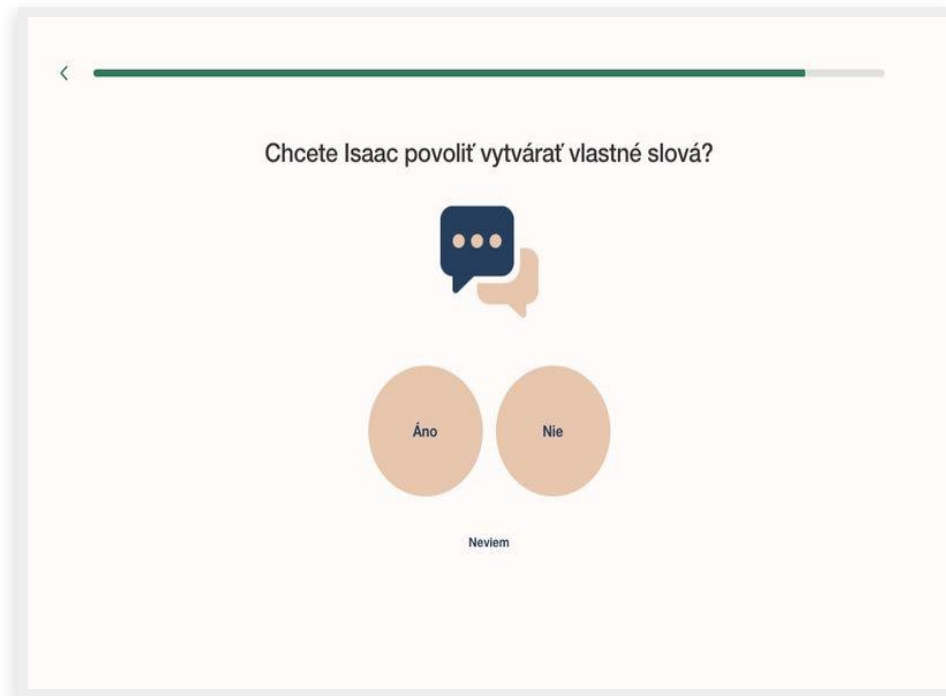 Chcete Isaac povoliť vytvárať vlastné slová?
Áno
Nie
Neviem